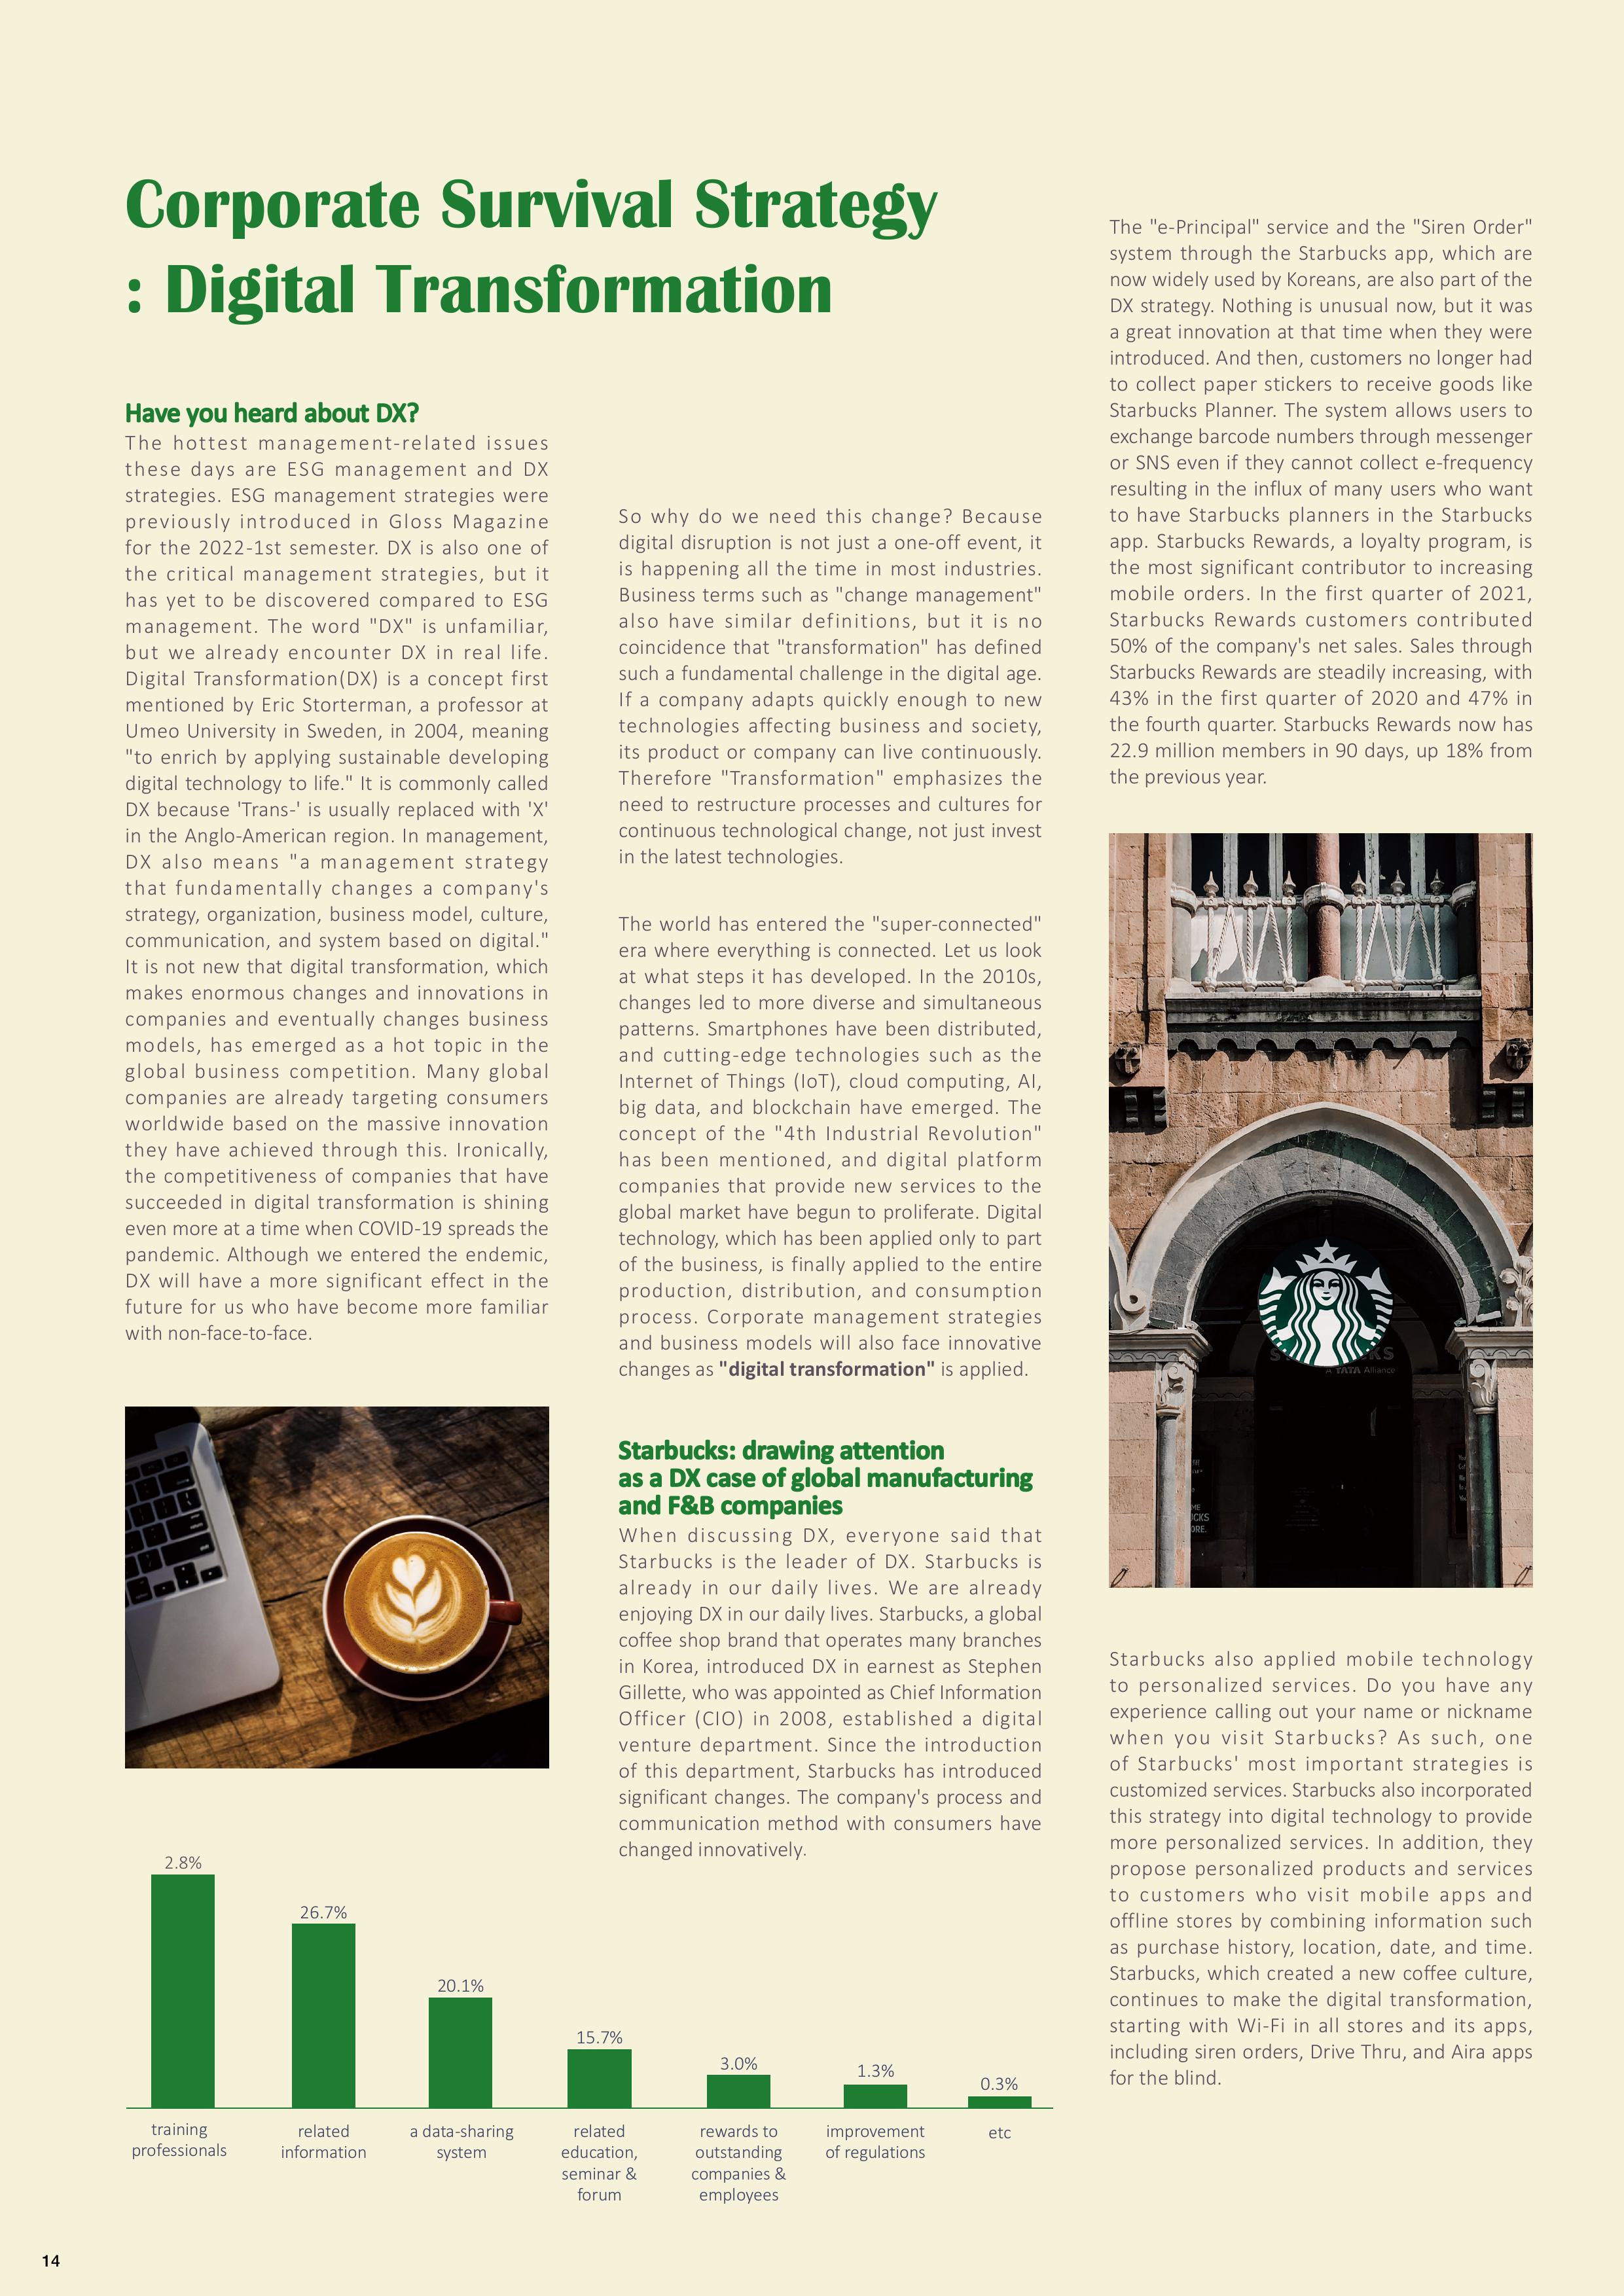 Corporate Survival Strategy
: Digital Transformation
Have you heard about DX?
The hottest management-related issues
these days are ESG management and DX
strategies. ESG management strategies were
previously introduced in Gloss Magazine
for the 2022-1st semester. DX is also one of
the critical management strategies, but it
has yet to be discovered compared to ESG
management. The word "DX" is unfamiliar,
but we already encounter DX in real life.
Digital Transformation(DX) is a concept first
mentioned by Eric Storterman, a professor at
Umeo University in Sweden, in 2004, meaning
"to enrich by applying sustainable developing
digital technology to life." It is commonly called
DX because 'Trans-' is usually replaced with 'X'
in the Anglo-American region. In management,
DX also means "a management strategy
that fundamentally changes a company's
strategy, organization, business model, culture,
communication, and system based on digital."
It is not new that digital transformation, which
makes enormous changes and innovations in
companies and eventually changes business
models, has emerged as a hot topic in the
global business competition. Many global
companies are already targeting consumers
worldwide based on the massive innovation
they have achieved through this. Ironically,
the competitiveness of companies that have
succeeded in digital transformation is shining
even more at a time when COVID-19 spreads the
pandemic. Although we entered the endemic,
DX will have a more significant effect in the
future for us who have become more familiar
with non-face-to-face.
So why do we need this change? Because
digital disruption is not just a one-off event, it
is happening all the time in most industries.
Business terms such as "change management"
also have similar definitions, but it is no
coincidence that "transformation" has defined
such a fundamental challenge in the digital age.
If a company adapts quickly enough to new
technologies affecting business and society,
its product or company can live continuously.
Therefore "Transformation" emphasizes the
need to restructure processes and cultures for
continuous technological change, not just invest
in the latest technologies.
The world has entered the "super-connected"
era where everything is connected. Let us look
at what steps it has developed. In the 2010s,
changes led to more diverse and simultaneous
patterns. Smartphones have been distributed,
and cutting-edge technologies such as the
Internet of Things (IoT), cloud computing, AI,
big data, and blockchain have emerged. The
concept of the "4th Industrial Revolution"
has been mentioned, and digital platform
companies that provide new services to the
global market have begun to proliferate. Digital
technology, which has been applied only to part
of the business, is finally applied to the entire
production, distribution, and consumption
process. Corporate management strategies
and business models will also face innovative
changes as "digital transformation" is applied.
Starbucks: drawing attention
as a DX case of global manufacturing
and F&B companies
When discussing DX, everyone said that
Starbucks is the leader of DX. Starbucks is
already in our daily lives. We are already
enjoying DX in our daily lives. Starbucks, a global
coffee shop brand that operates many branches
in Korea, introduced DX in earnest as Stephen
Gillette, who was appointed as Chief Information
Officer (CIO) in 2008, established a digital
venture department. Since the introduction
of this department, Starbucks has introduced
significant changes. The company's process and
communication method with consumers have
changed innovatively.
2.8%
26.7%
20.1%
15.7%
3.0%
1.3%
0.3%
training
professionals
related
information
a data-sharing
system
related
education,
seminar &
forum
rewards to
outstanding
companies &
employees
improvement
of regulations
etc
The "e-Principal" service and the "Siren Order"
system through the Starbucks app, which are
now widely used by Koreans, are also part of the
DX strategy. Nothing is unusual now, but it was
a great innovation at that time when they were
introduced. And then, customers no longer had
to collect paper stickers to receive goods like
Starbucks Planner. The system allows users to
exchange barcode numbers through messenger
or SNS even if they cannot collect e-frequency
resulting in the influx of many users who want
to have Starbucks planners in the Starbucks
app. Starbucks Rewards, a loyalty program, is
the most significant contributor to increasing
mobile orders. In the first quarter of 2021,
Starbucks Rewards customers contributed
50% of the company's net sales. Sales through
Starbucks Rewards are steadily increasing, with
43% in the first quarter of 2020 and 47% in
the fourth quarter. Starbucks Rewards now has
22.9 million members in 90 days, up 18% from
the previous year.
A TATA Alliance
Starbucks also applied mobile technology
to personalized services. Do you have any
experience calling out your name or nickname
when you visit Starbucks? As such, one
of Starbucks' most important strategies is
customized services. Starbucks also incorporated
this strategy into digital technology to provide
more personalized services. In addition, they
propose personalized products and services
to customers who visit mobile apps and
offline stores by combining information such
as purchase history, location, date, and time.
Starbucks, which created a new coffee culture,
continues to make the digital transformation,
starting with Wi-Fi in all stores and its apps,
including siren orders, Drive Thru, and Aira apps
for the blind.
14